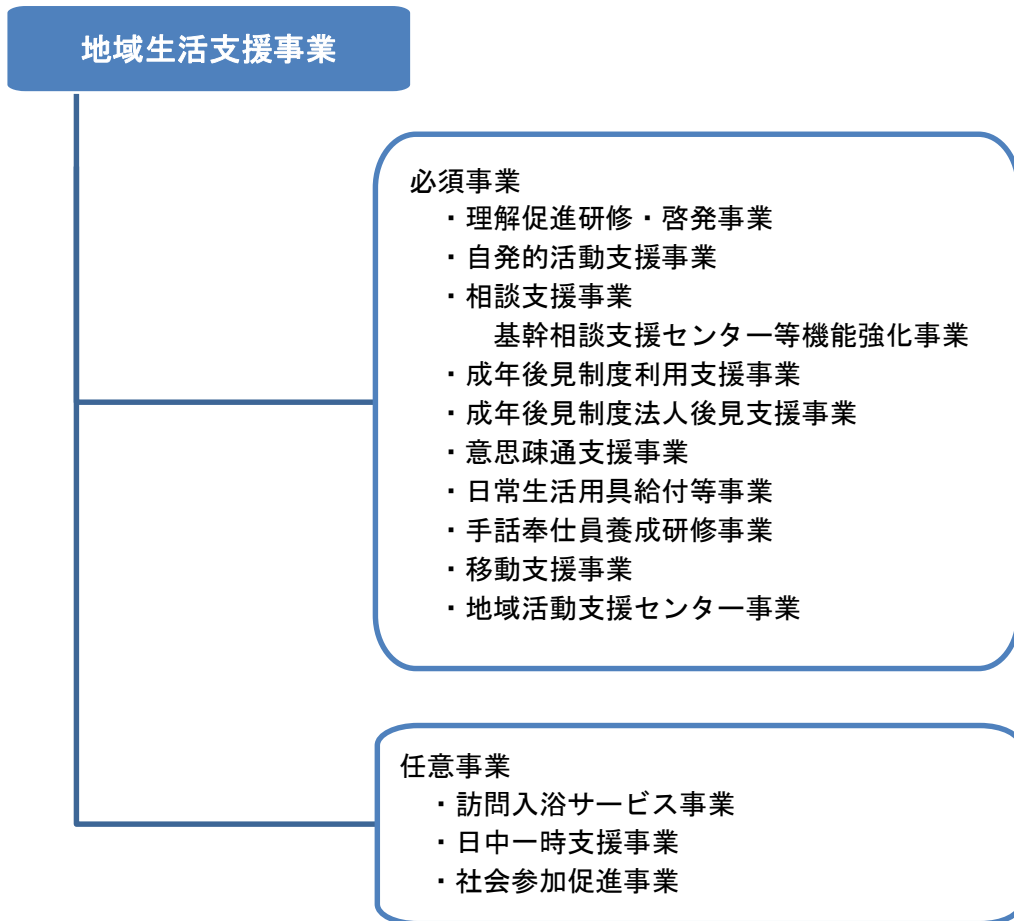 地域生活支援事業
必須事業
・理解促進研修・啓発事業
・自発的活動支援事業
・相談支援事業
基幹相談支援センター等機能強化事業
・成年後見制度利用支援事業
・成年後見制度法人後見支援事業
・意思疎通支援事業
・日常生活用具給付等事業
・手話奉仕員養成研修事業
・移動支援事業
・地域活動支援センター事業
任意事業
・訪問入浴サービス事業
・日中一時支援事業
・社会参加促進事業